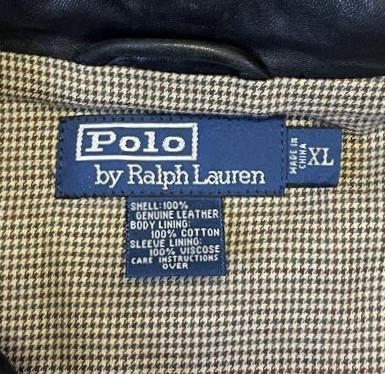 Polo
by Ralph Lauren
MADE IN
CHINA
XL
SHELL: 100%
GENUINE LEATHER
BODY LINING:
100% COTTON
SLEEVE LINING:
100% VISCOSE
CARE INSTRUCTIONS
OVER